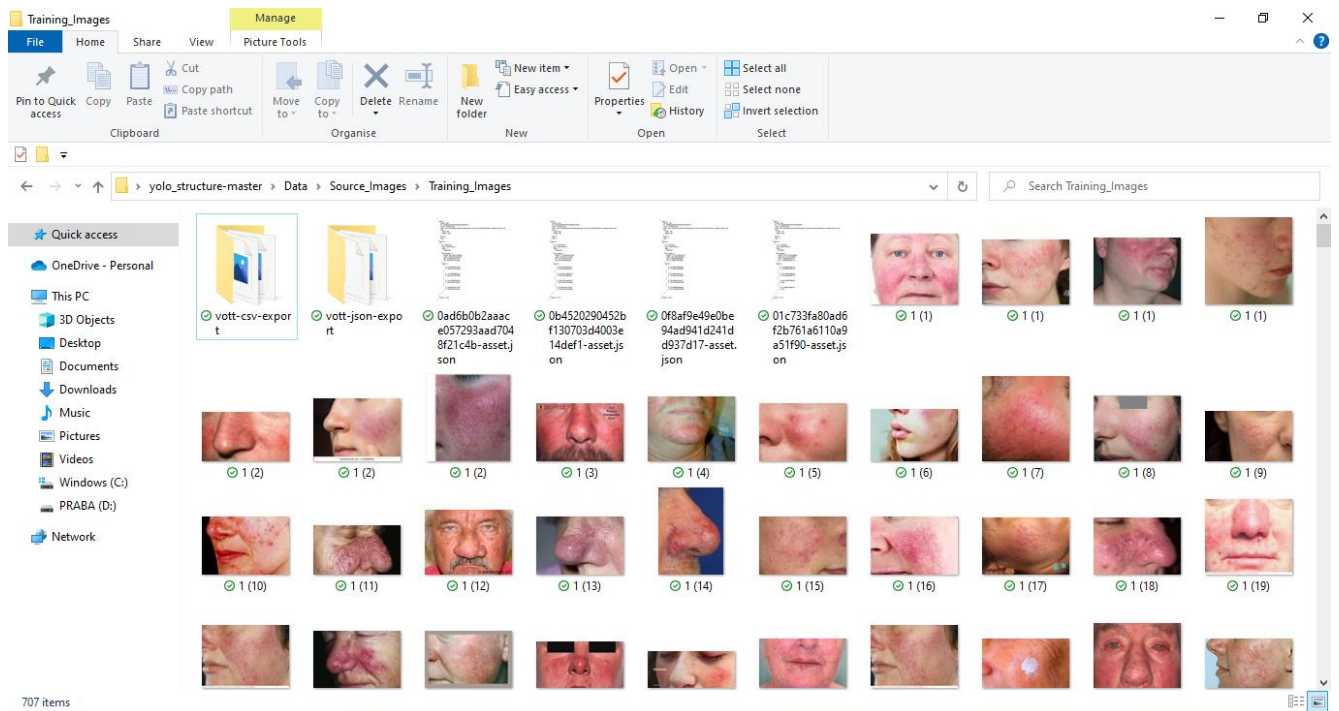 Training_Images
Manage
File
Home
Share
View
Picture Tools
Pin to Quick access
Copy
Paste
Cut
Copy path
Paste shortcut
Clipboard
Move to
Copy to
Delete
Rename
Organise
New folder
New item
Easy access
New
Properties
Open
Edit
History
Open
Select all
Select none
Invert selection
Select
yolo_structure-master > Data > Source_Images > Training_Images
Search Training_Images
Quick access
OneDrive - Personal
This PC
3D Objects
Desktop
Documents
Downloads
Music
Pictures
Videos
Windows (C:)
PRABA (D:)
Network
vott-csv-expor
t
vott-json-expo
rt
0ad6b0b2aaac
e057293aad704
8f21c4b-asset.j
son
0b4520290452b
f130703d4003e
14def1-asset.js
on
0f8af9e49e0be
94ad941d241d
d937d17-asset.
json
01c733fa80ad6
f2b761a6110a9
a51f90-asset.js
on
1 (1)
1 (1)
1 (1)
1 (1)
1 (2)
1 (2)
1 (2)
1 (3)
1 (4)
1 (5)
1 (6)
1 (7)
1 (8)
1 (9)
1 (10)
1 (11)
1 (12)
1 (13)
1 (14)
1 (15)
1 (16)
1 (17)
1 (18)
1 (19)
707 items